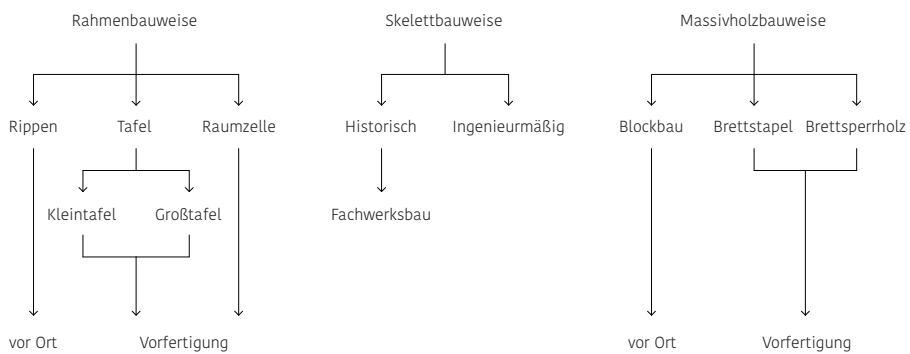 Rahmenbauweise
Skelettbauweise
Massivholzbauweise
Rippen
Tafel
Raumzelle
Historisch
Ingenieurmäßig
Blockbau
Brettstapel
Brettsperrholz
Kleintafel
Großtafel
Fachwerksbau
vor Ort
Vorfertigung
vor Ort
Vorfertigung